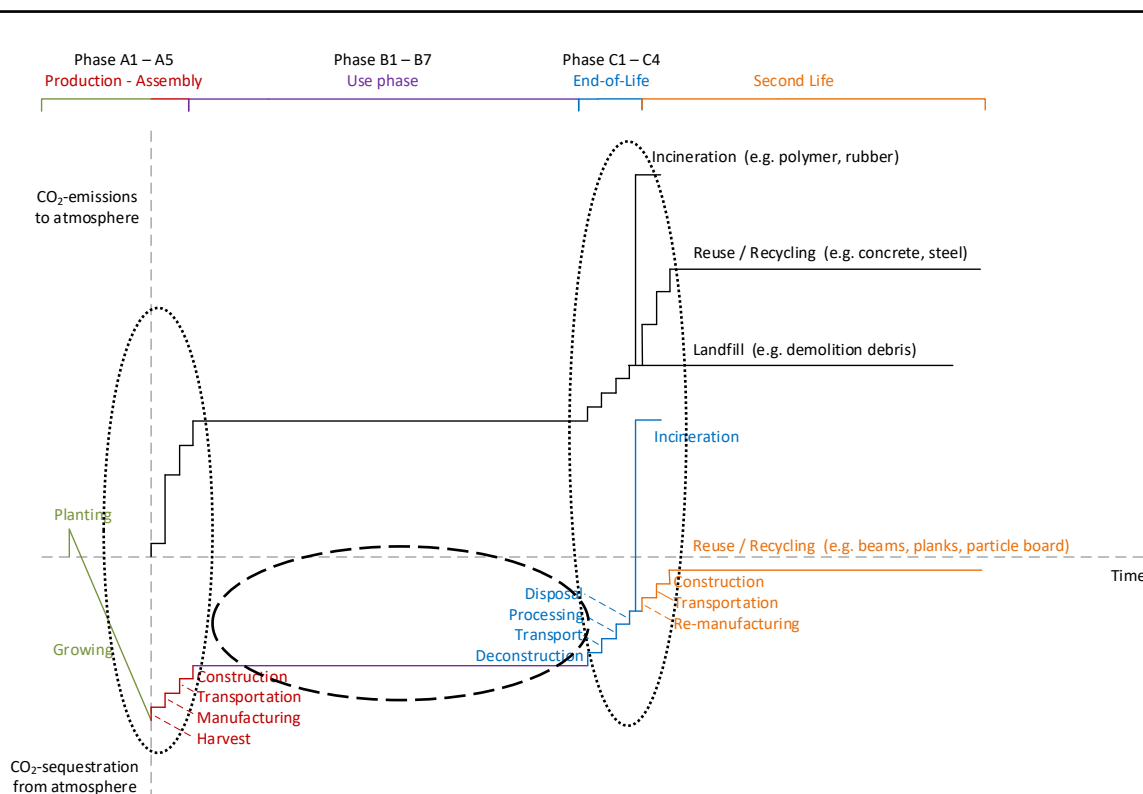 Phase A1 – A5
Production - Assembly
Phase B1 – B7
Use phase
Phase C1 – C4
End-of-Life
Second Life
CO₂-emissions
to atmosphere
Incineration (e.g. polymer, rubber)
Reuse / Recycling (e.g. concrete, steel)
Landfill (e.g. demolition debris)
Incineration
Planting
Reuse / Recycling (e.g. beams, planks, particle board)
Time
Construction
Transportation
Re-manufacturing
Disposal
Processing
Transport
Deconstruction
Growing
Construction
Transportation
Manufacturing
Harvest
CO₂-sequestration
from atmosphere